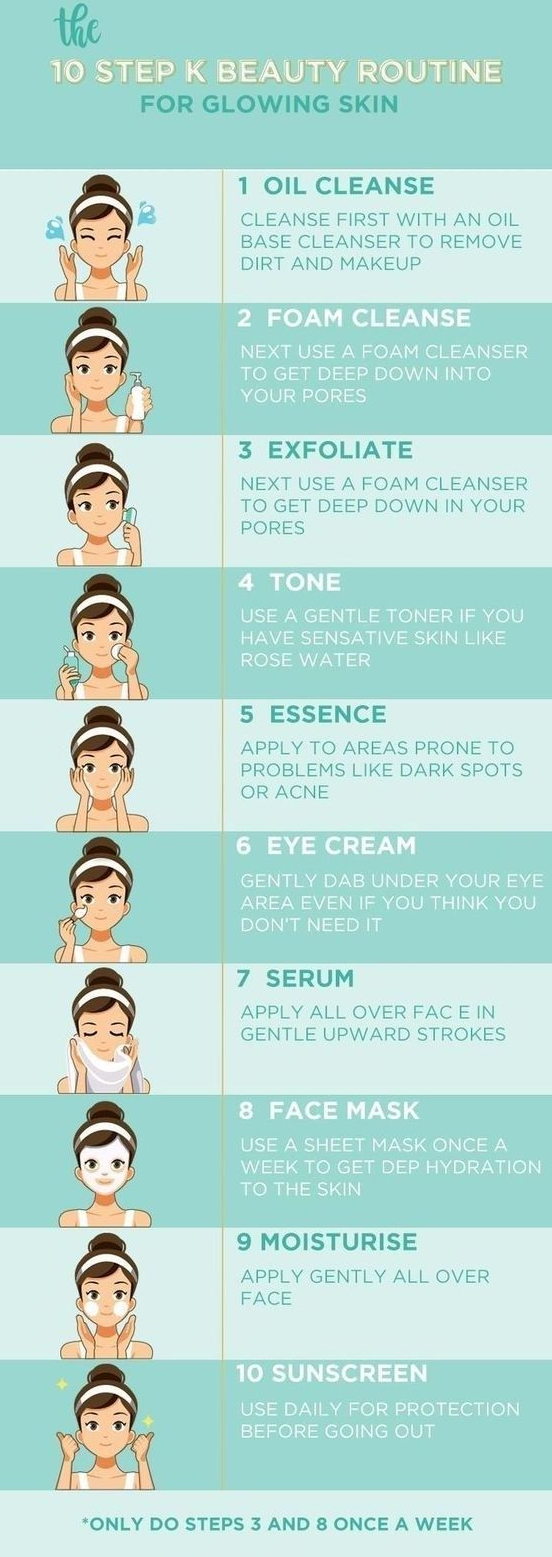 the
10 STEP K BEAUTY ROUTINE
FOR GLOWING SKIN
1 OIL CLEANSE
CLEANSE FIRST WITH AN OIL
BASE CLEANSER TO REMOVE
DIRT AND MAKEUP
2 FOAM CLEANSE
NEXT USE A FOAM CLEANSER
TO GET DEEP DOWN INTO
YOUR PORES
3 EXFOLIATE
NEXT USE A FOAM CLEANSER
TO GET DEEP DOWN IN YOUR
PORES
4 TONE
USE A GENTLE TONER IF YOU
HAVE SENSATIVE SKIN LIKE
ROSE WATER
5 ESSENCE
APPLY TO AREAS PRONE TO
PROBLEMS LIKE DARK SPOTS
OR ACNE
6 EYE CREAM
GENTLY DAB UNDER YOUR EYE
AREA EVEN IF YOU THINK YOU
DON'T NEED IT
7 SERUM
APPLY ALL OVER FAC E IN
GENTLE UPWARD STROKES
8 FACE MASK
USE A SHEET MASK ONCE A
WEEK TO GET DEP HYDRATION
TO THE SKIN
9 MOISTURISE
APPLY GENTLY ALL OVER
FACE
10 SUNSCREEN
USE DAILY FOR PROTECTION
BEFORE GOING OUT
*ONLY DO STEPS 3 AND 8 ONCE A WEEK